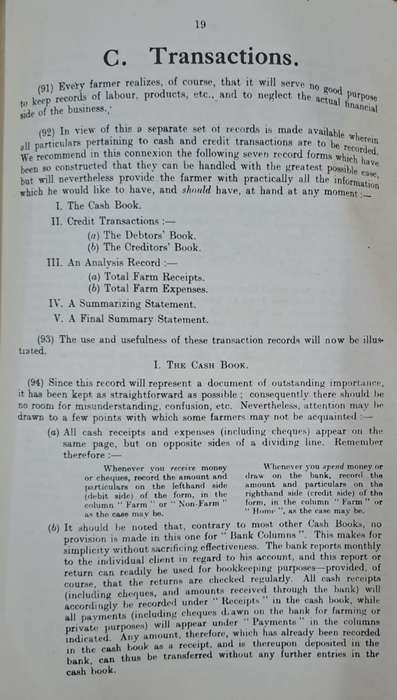 19
C. Transactions.
(91) Every farmer realizes, of course, that it will serve no good purpose
to keep records of labour, products, etc., and to neglect the actual financial
side of the business.
(92) In view of this a separate set of records is made available wherein
all particulars pertaining to cash and credit transactions are to be recorded.
We recommend in this connexion the following seven record forms which have
been so constructed that they can be handled with the greatest possible ease,
but will nevertheless provide the farmer with practically all the information
which he would like to have, and should have, at hand at any moment :—
I. The Cash Book.
II. Credit Transactions :—
(a) The Debtors' Book.
(b) The Creditors' Book.
III. An Analysis Record :—
(a) Total Farm Receipts.
(b) Total Farm Expenses.
IV. A Summarizing Statement.
V. A Final Summary Statement.
(93) The use and usefulness of these transaction records will now be illus-
trated.
I. THE CASH BOOK.
(94) Since this record will represent a document of outstanding importance,
it has been kept as straightforward as possible ; consequently there should be
no room for misunderstanding, confusion, etc. Nevertheless, attention may be
drawn to a few points with which some farmers may not be acquainted :—
(a) All cash receipts and expenses (including cheques) appear on the
same page, but on opposite sides of a dividing line. Remember
therefore :—
Whenever you receive money
or cheques, record the amount and
particulars on the lefthand side
(debit side) of the form, in the
column " Farm " or " Non-Farm "
as the case may be.
Whenever you spend money or
draw on the bank, record the
amount and particulars on the
righthand side (credit side) of the
form, in the column " Farm " or
" Home ", as the case may be.
(b) It should be noted that, contrary to most other Cash Books, no
provision is made in this one for " Bank Columns ". This makes for
simplicity without sacrificing effectiveness. The bank reports monthly
to the individual client in regard to his account, and this report or
return can readily be used for bookkeeping purposes—provided, of
course, that the returns are checked regularly. All cash receipts
(including cheques, and amounts received through the bank) will
accordingly be recorded under " Receipts " in the cash book, while
all payments (including cheques drawn on the bank for farming or
private purposes) will appear under " Payments " in the columns
indicated. Any amount, therefore, which has already been recorded
in the cash book as a receipt, and is thereupon deposited in the
bank, can thus be transferred without any further entries in the
cash book.